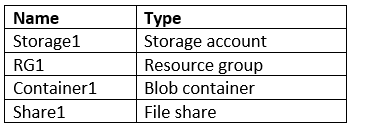 Name Type
Storage1 Storage account
RG1 Resource group
Container1 Blob container
Share1 File share